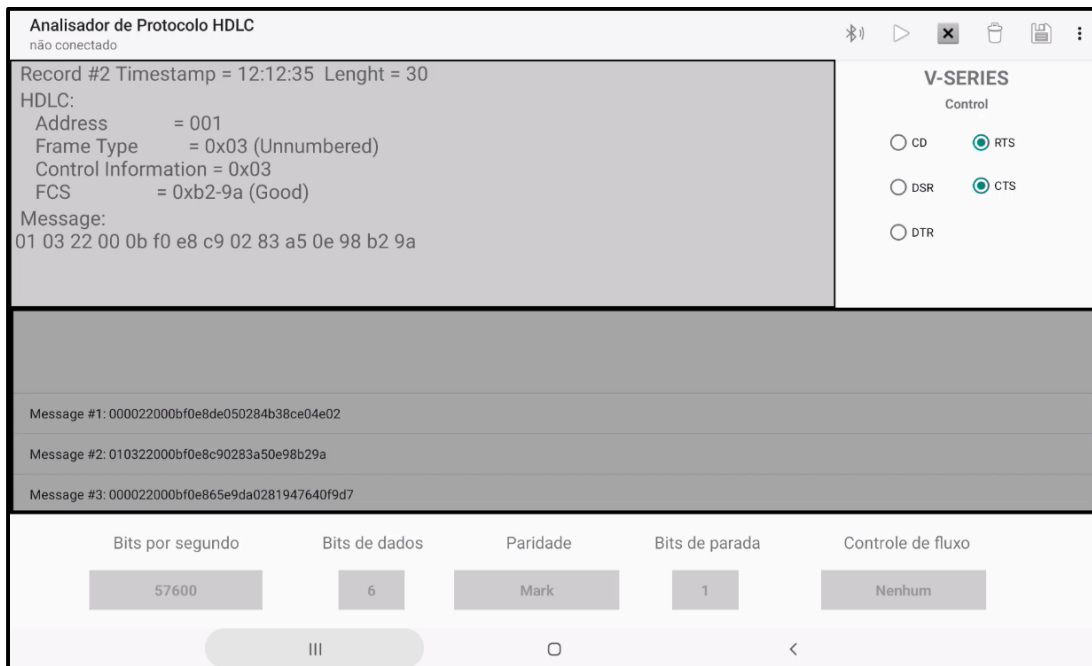 Analisador de Protocolo HDLC
não conectado
Record #2 Timestamp = 12:12:35 Lenght = 30
HDLC:
Address = 001
Frame Type = 0x03 (Unnumbered)
Control Information = 0x03
FCS = 0xb2-9a (Good)
Message:
01 03 22 00 0b f0 e8 c9 02 83 a5 0e 98 b2 9a
V-SERIES
Control
CD RTS
DSR CTS
DTR
Message #1: 000022000bf0e8de050284b38ce04e02
Message #2: 010322000bf0e8c90283a50e98b29a
Message #3: 000022000bf0e865e9da0281947640f9d7
Bits por segundo Bits de dados Paridade Bits de parada Controle de fluxo
57600 6 Mark 1 Nenhum